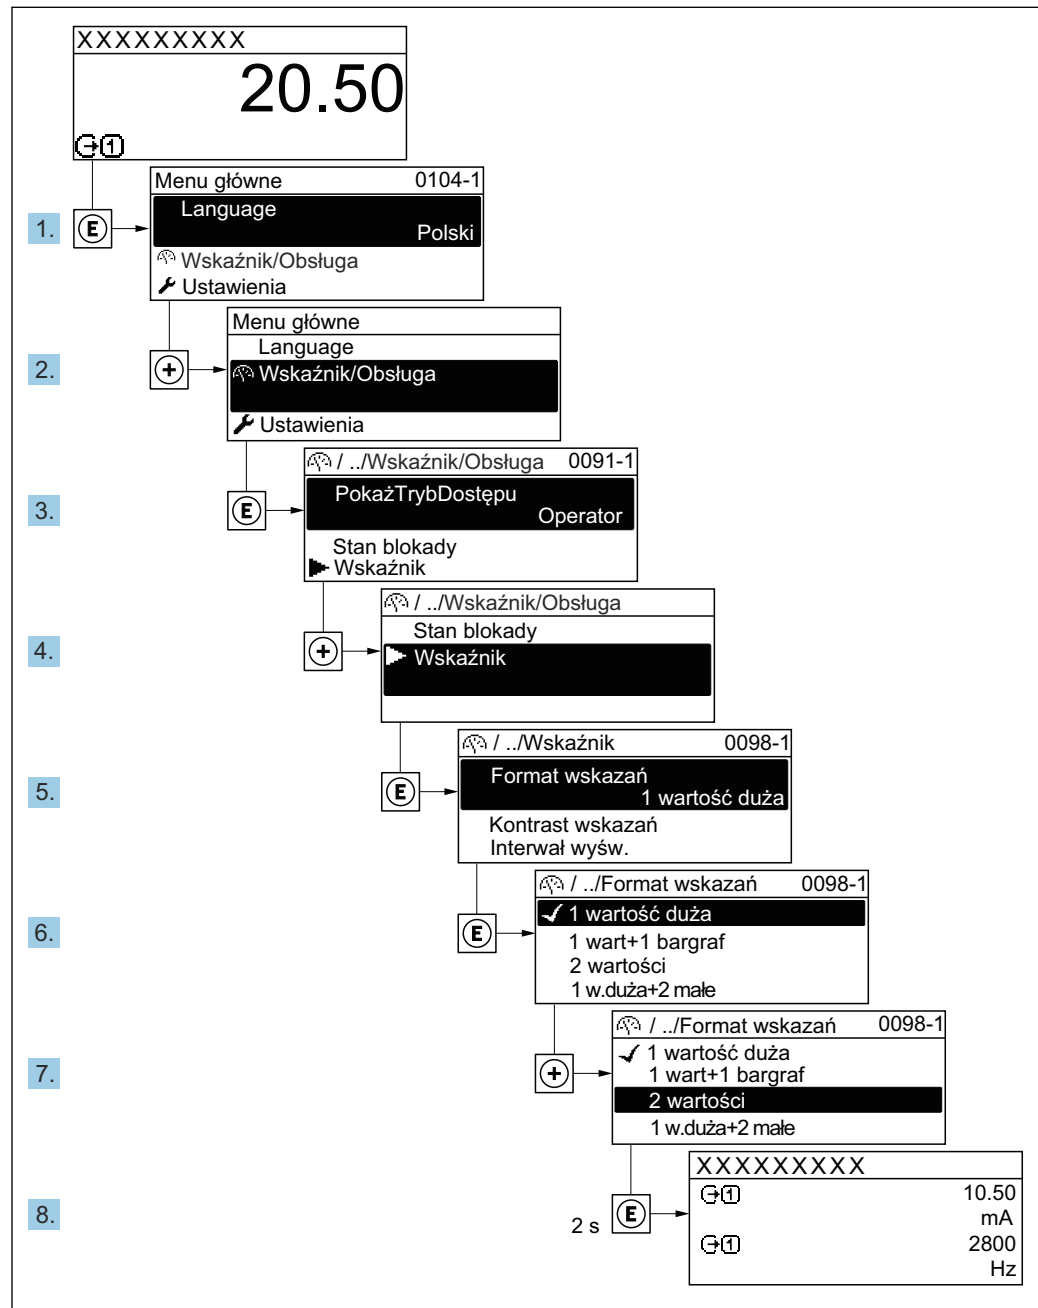 XXXXXXXXX
20.50
1
1.
E
Menu główne 0104-1
Language
Polski
Wskaźnik/Obsługa
Ustawienia
2.
+
Menu główne
Language
Wskaźnik/Obsługa
Ustawienia
3.
E
/ ../Wskaźnik/Obsługa 0091-1
PokażTrybDostępu
Operator
Stan blokady
Wskaźnik
4.
+
/ ../Wskaźnik/Obsługa
Stan blokady
Wskaźnik
5.
E
/ ../Wskaźnik 0098-1
Format wskazań
1 wartość duża
Kontrast wskazań
Interwał wyśw.
6.
E
/ ../Format wskazań 0098-1
1 wartość duża
1 wart+1 bargraf
2 wartości
1 w.duża+2 małe
7.
+
/ ../Format wskazań 0098-1
1 wartość duża
1 wart+1 bargraf
2 wartości
1 w.duża+2 małe
8.
2 s
E
XXXXXXXXX
1 10.50
mA
1 2800
Hz